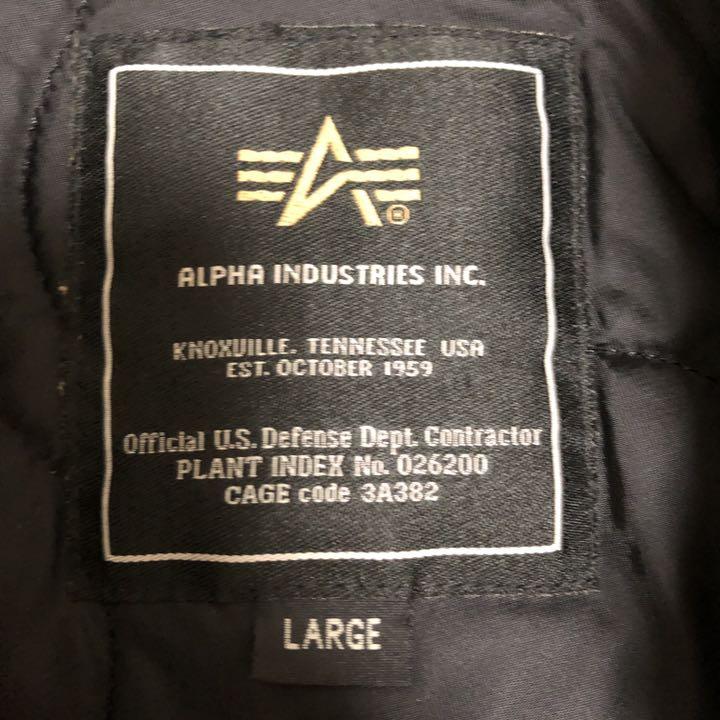 ALPHA INDUSTRIES INC.
KNOXVILLE, TENNESSEE USA
EST. OCTOBER 1959
Official U.S. Defense Dept. Contractor
PLANT INDEX No. 026200
CAGE code 3A382
LARGE